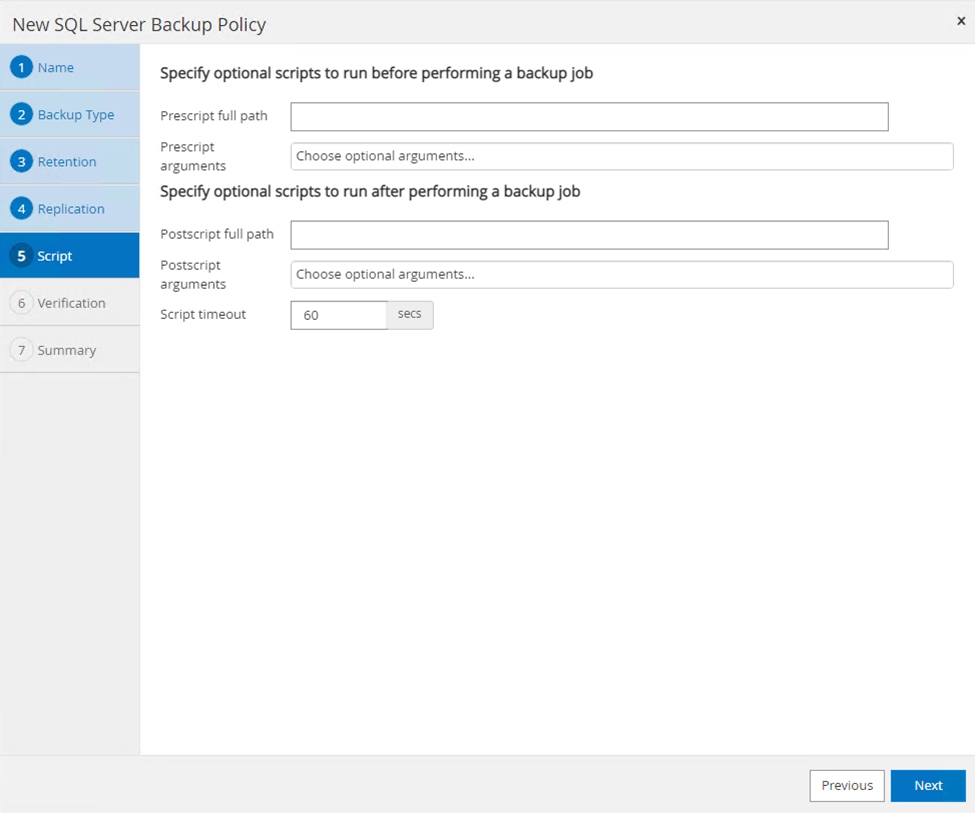 New SQL Server Backup Policy
×
1 Name
2 Backup Type
3 Retention
4 Replication
5 Script
6 Verification
7 Summary
Specify optional scripts to run before performing a backup job
Prescript full path
Prescript
arguments
Choose optional arguments...
Specify optional scripts to run after performing a backup job
Postscript full path
Postscript
arguments
Choose optional arguments...
Script timeout
60
secs
Previous
Next